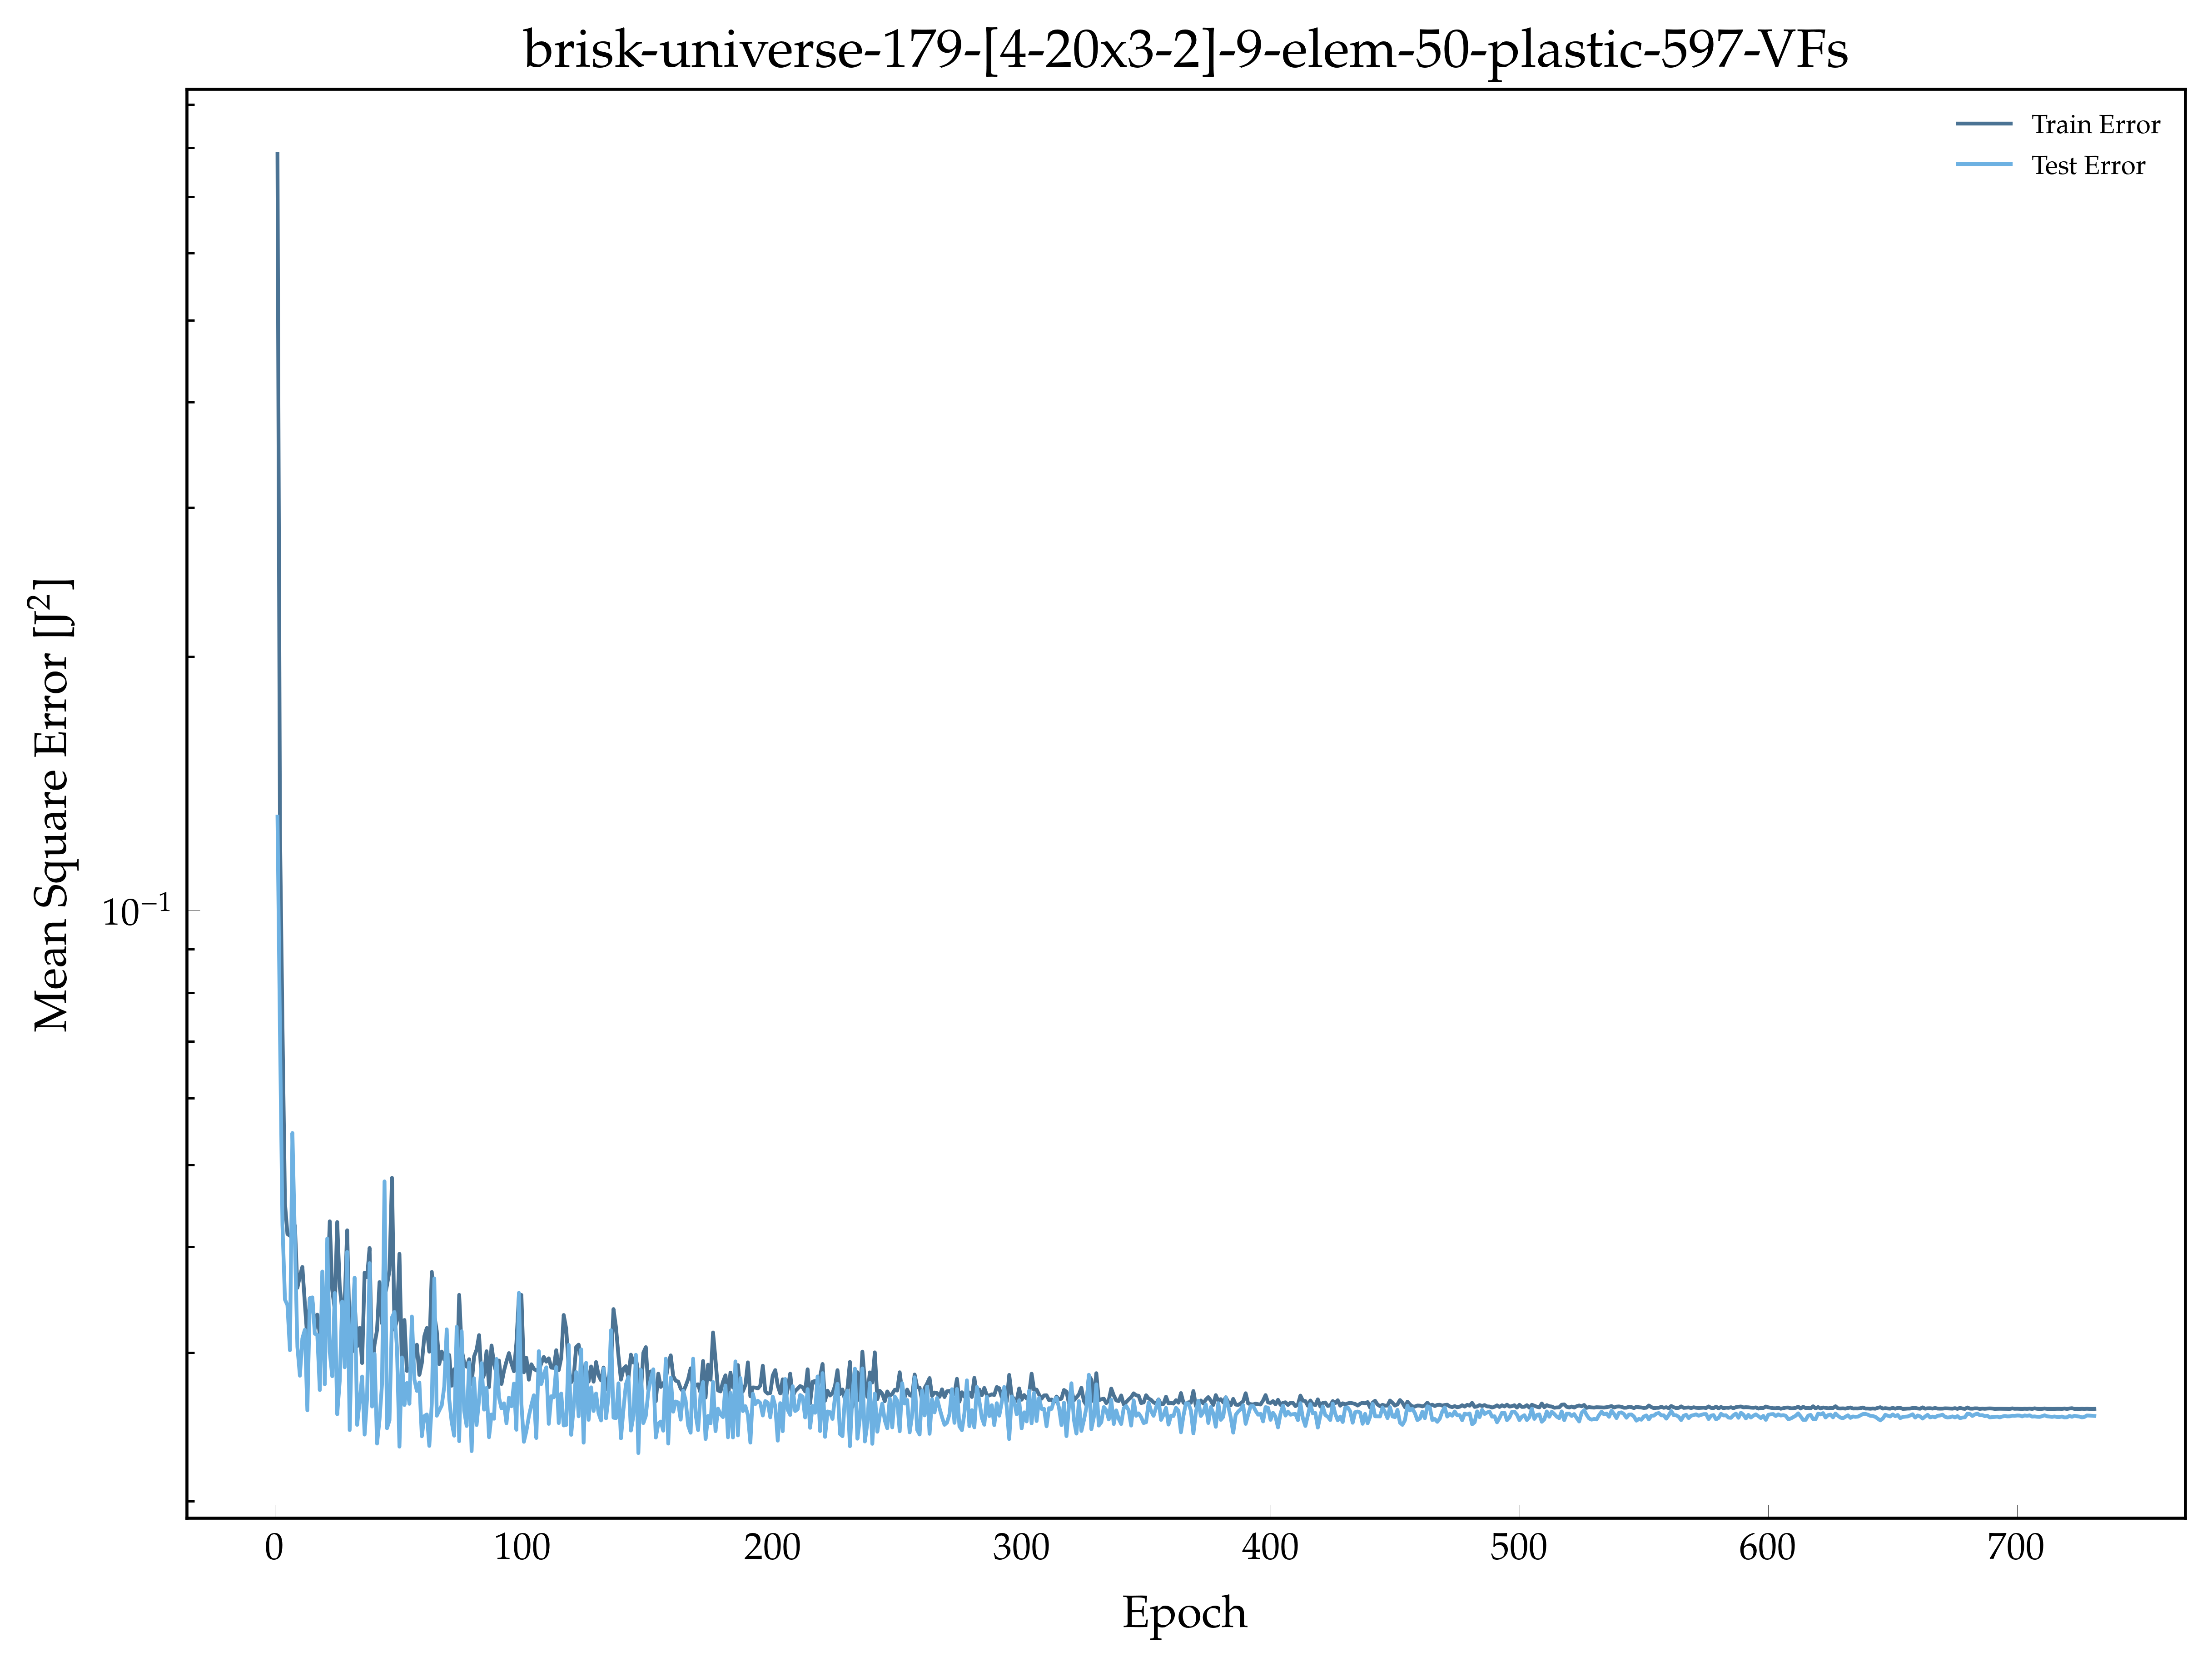 brisk-universe-179-[4-20x3-2]-9-elem-50-plastic-597-VFs
Train Error
Test Error
Mean Square Error [J²]
10⁻¹
0 100 200 300 400 500 600 700
Epoch